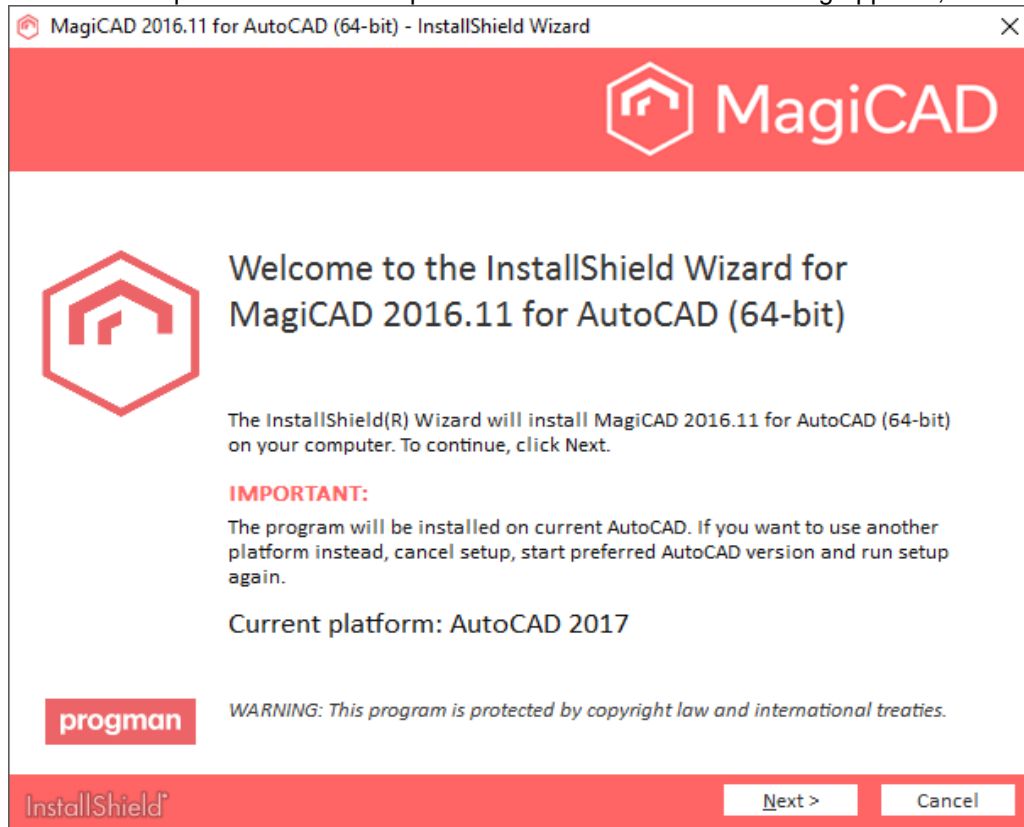 MagiCAD 2016.11 for AutoCAD (64-bit) - InstallShield Wizard
MagiCAD
Welcome to the InstallShield Wizard for
MagiCAD 2016.11 for AutoCAD (64-bit)
The InstallShield(R) Wizard will install MagiCAD 2016.11 for AutoCAD (64-bit)
on your computer. To continue, click Next.
IMPORTANT:
The program will be installed on current AutoCAD. If you want to use another
platform instead, cancel setup, start preferred AutoCAD version and run setup
again.
Current platform: AutoCAD 2017
progman
WARNING: This program is protected by copyright law and international treaties.
InstallShield
Next >
Cancel